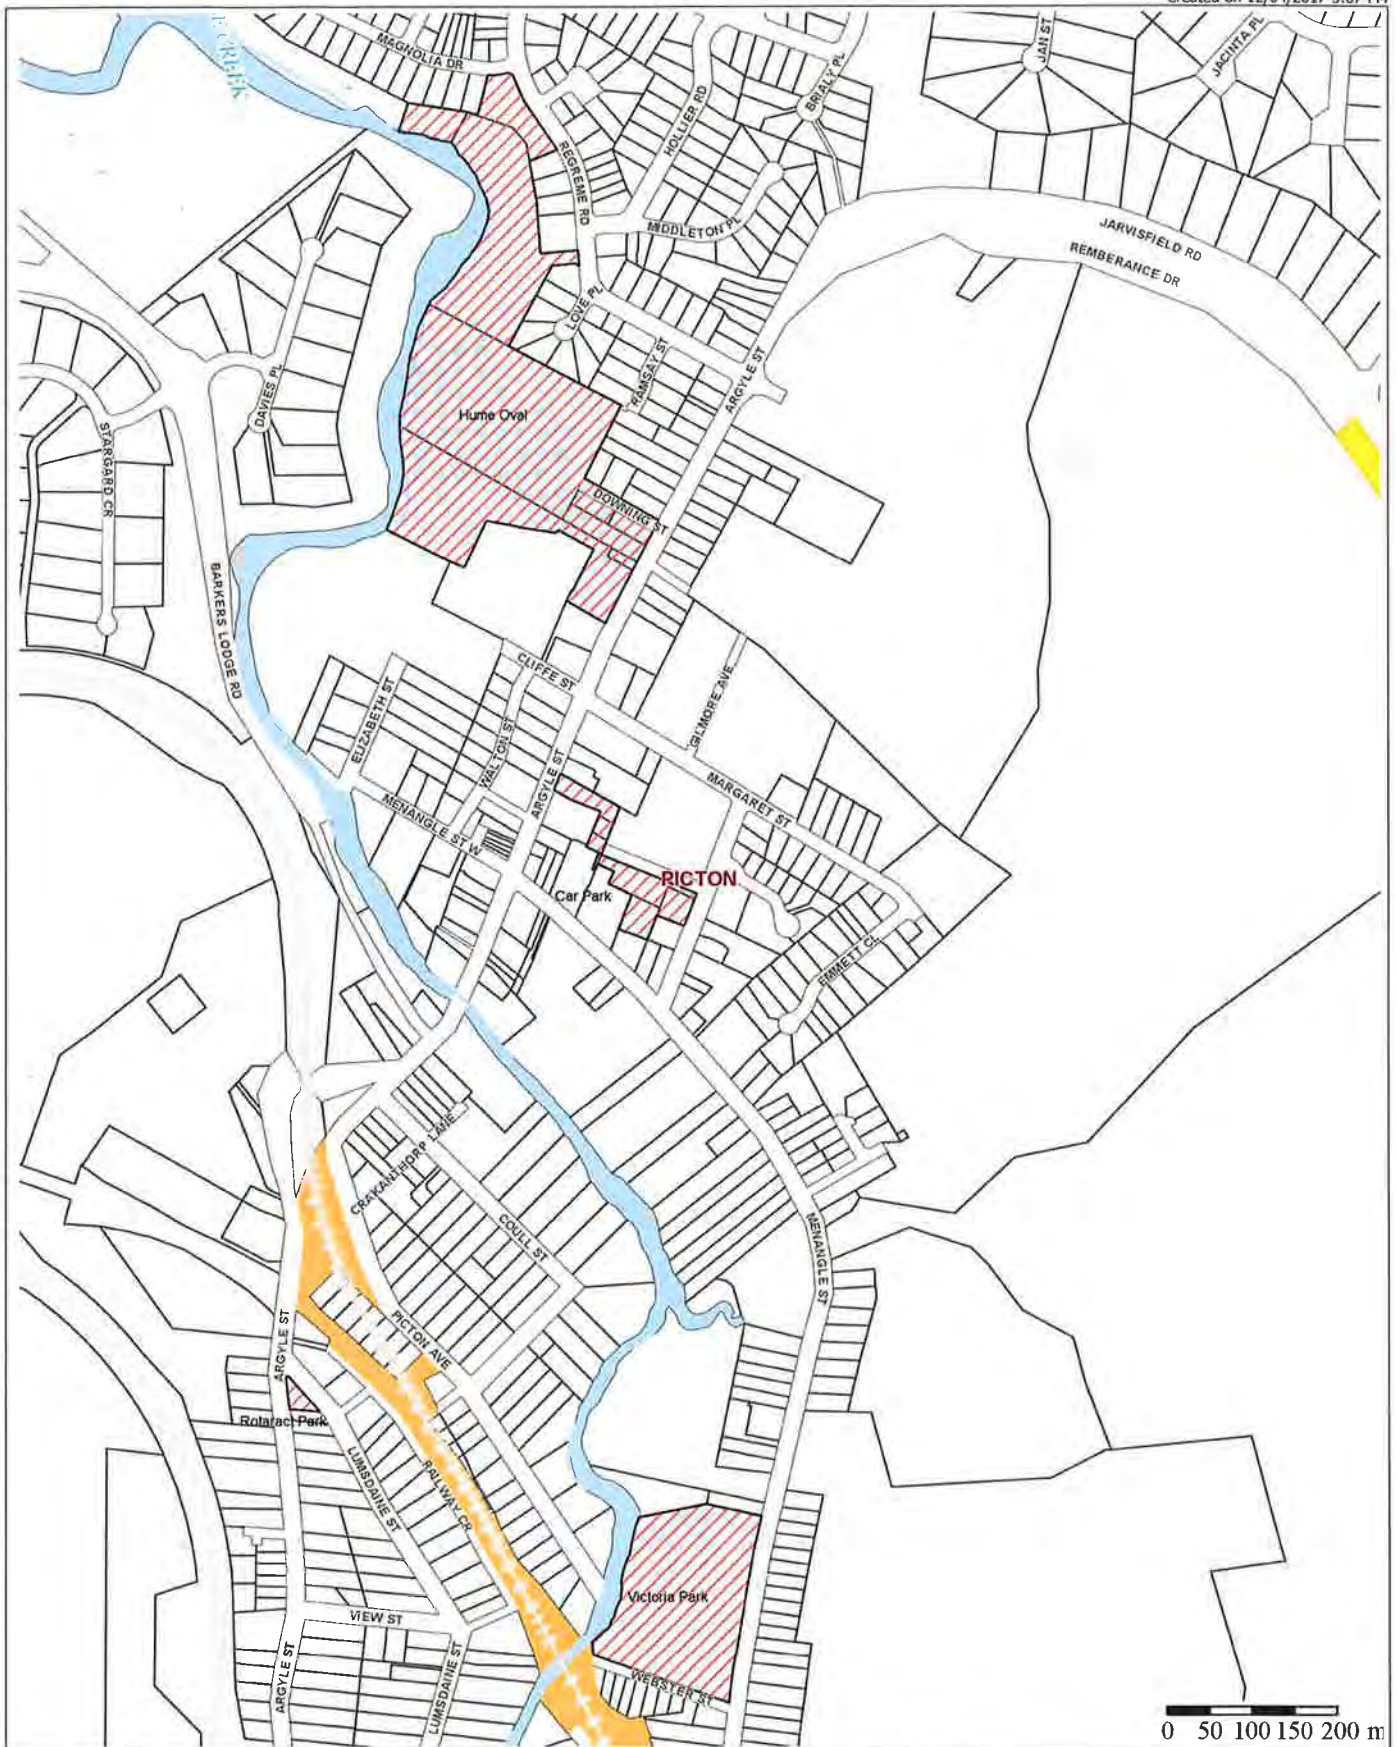 CREEK
MAGNOLIA DR
JAN ST
JACINTA PL
BRIALY PL
HOLLIER RD
REGREME RD
MIDDLETON PL
JARVISFIELD RD
REMBERANCE DR
LOVE PL
RAMSAY ST
ARGYLE ST
DAVIES PL
Hume Oval
STARGARD CR
DOWNING ST
BARKERS LODGE RD
CLIFFE ST
ELIZABETH ST
GILMORE AVE
WALTON ST
ARGYLE ST
MARGARET ST
MENANGLE ST W
PICTON
Car Park
EMMETT CL
CRAKANTHORP LANE
COULL ST
MENANGLE ST
ARGYLE ST
PICTON AVE
Rotaract Park
LUMSDAINE ST
RAILWAY CR
Victoria Park
VIEW ST
ARGYLE ST
LUMSDAINE ST
WEBSTER ST
0 50 100 150 200 m